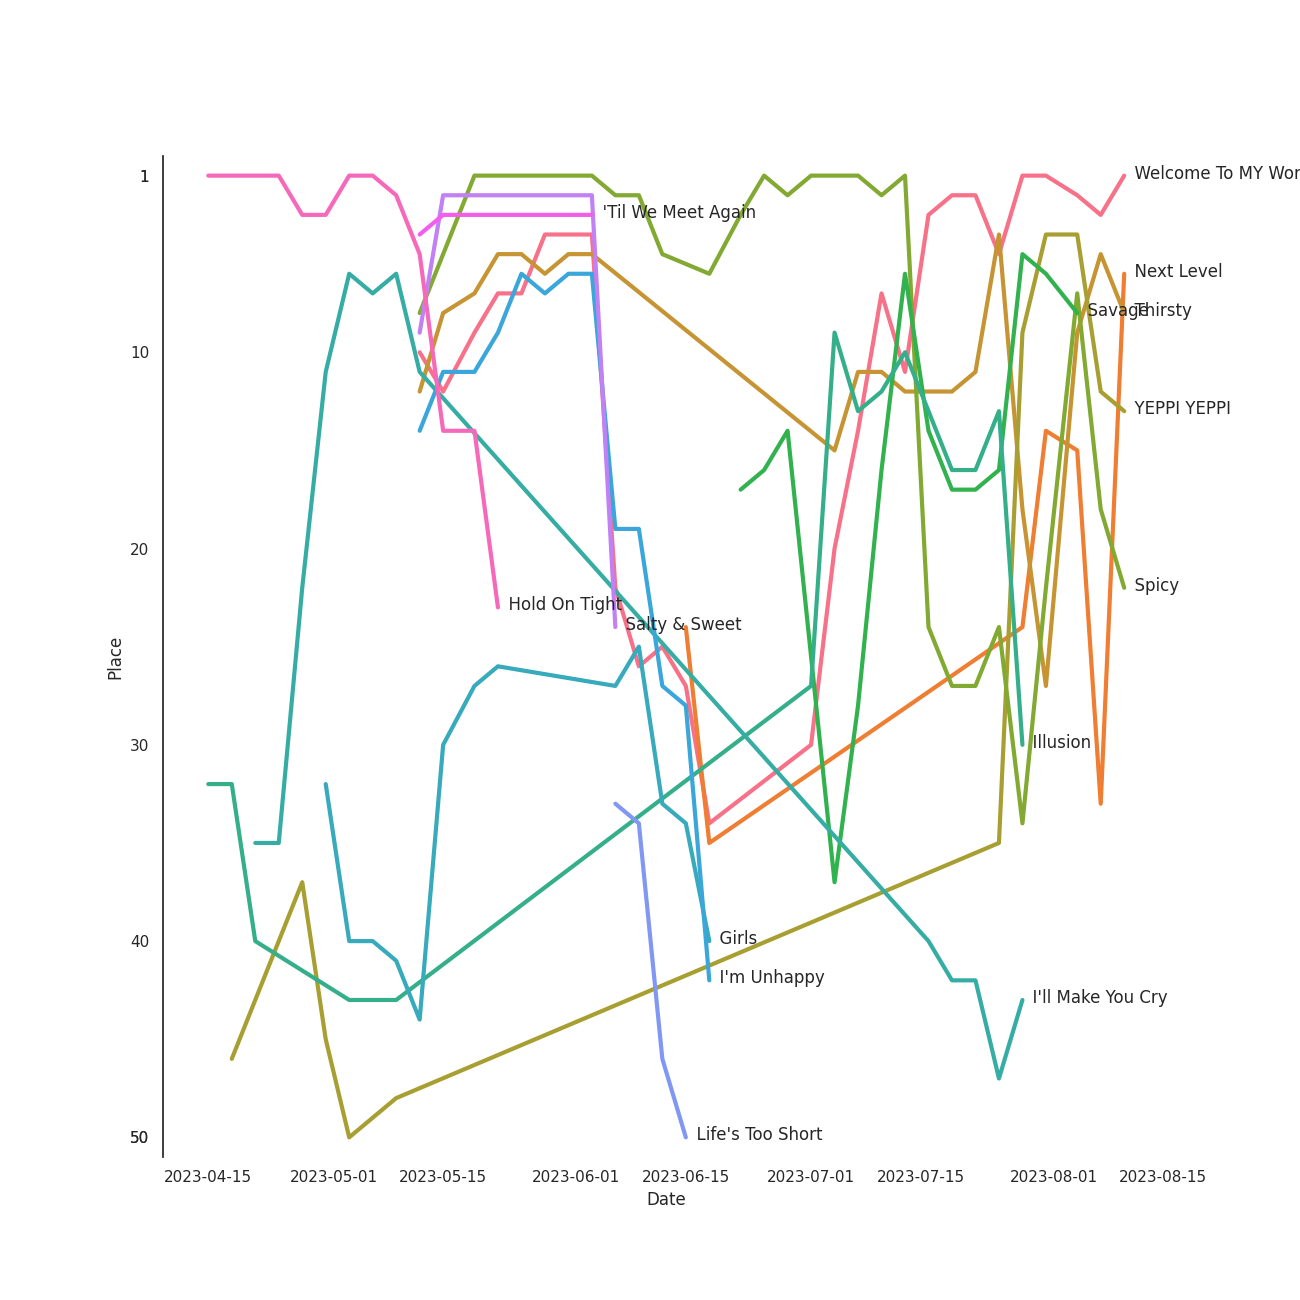 1
Welcome To MY Wor
'Til We Meet Again
Next Level
Savage
Thirsty
10
YEPPI YEPPI
20
Spicy
Hold On Tight
Salty & Sweet
Place
30
Illusion
40
Girls
I'm Unhappy
I'll Make You Cry
50
Life's Too Short
2023-04-15 2023-05-01 2023-05-15 2023-06-01 2023-06-15 2023-07-01 2023-07-15 2023-08-01 2023-08-15
Date